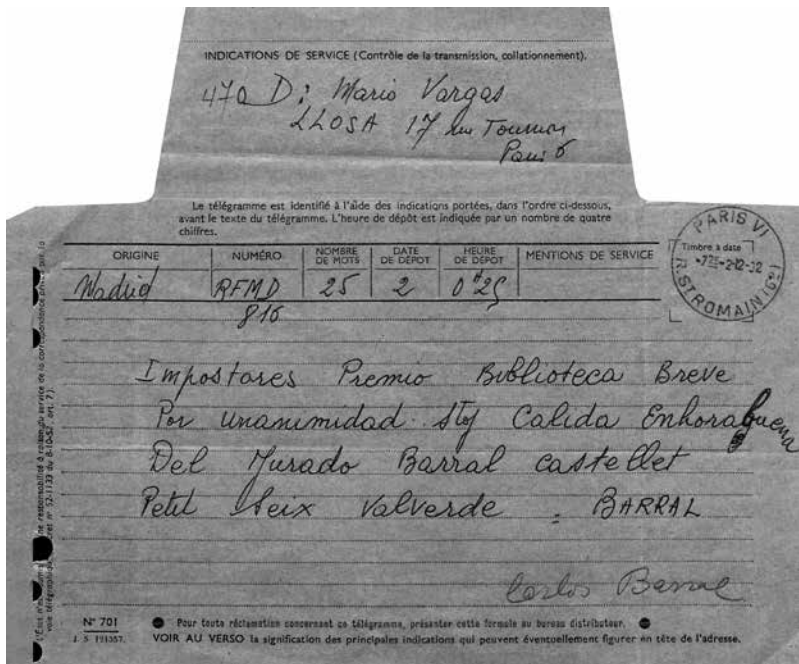 INDICATIONS DE SERVICE (Contrôle de la transmission, collationnement).
470 D: Mario Vargas
LLOSA 17 rue Tournon
Paris 6
Le télégramme est identifié à l'aide des indications portées, dans l'ordre ci-dessous,
avant le texte du télégramme. L'heure de dépôt est indiquée par un nombre de quatre
chiffres.
ORIGINE NUMÉRO NOMBRE DE MOTS DATE DE DÉPOT HEURE DE DÉPOT MENTIONS DE SERVICE
Madrid RFMD 25 2 0H25
816
PARIS VI
Timbre à date
R. ST ROMAIN (6e)
Impostares Premio Biblioteca Breve
Por unanimidad Stop Calida Enhorabuena
Del Jurado Barral Castellet
Petit Seix Valverde . BARRAL
Carlos Barral
N° 701
J. S. 191357.
Pour toute réclamation concernant ce télégramme, présenter cette formule au bureau distributeur.
VOIR AU VERSO la signification des principales indications qui peuvent éventuellement figurer en tête de l'adresse.